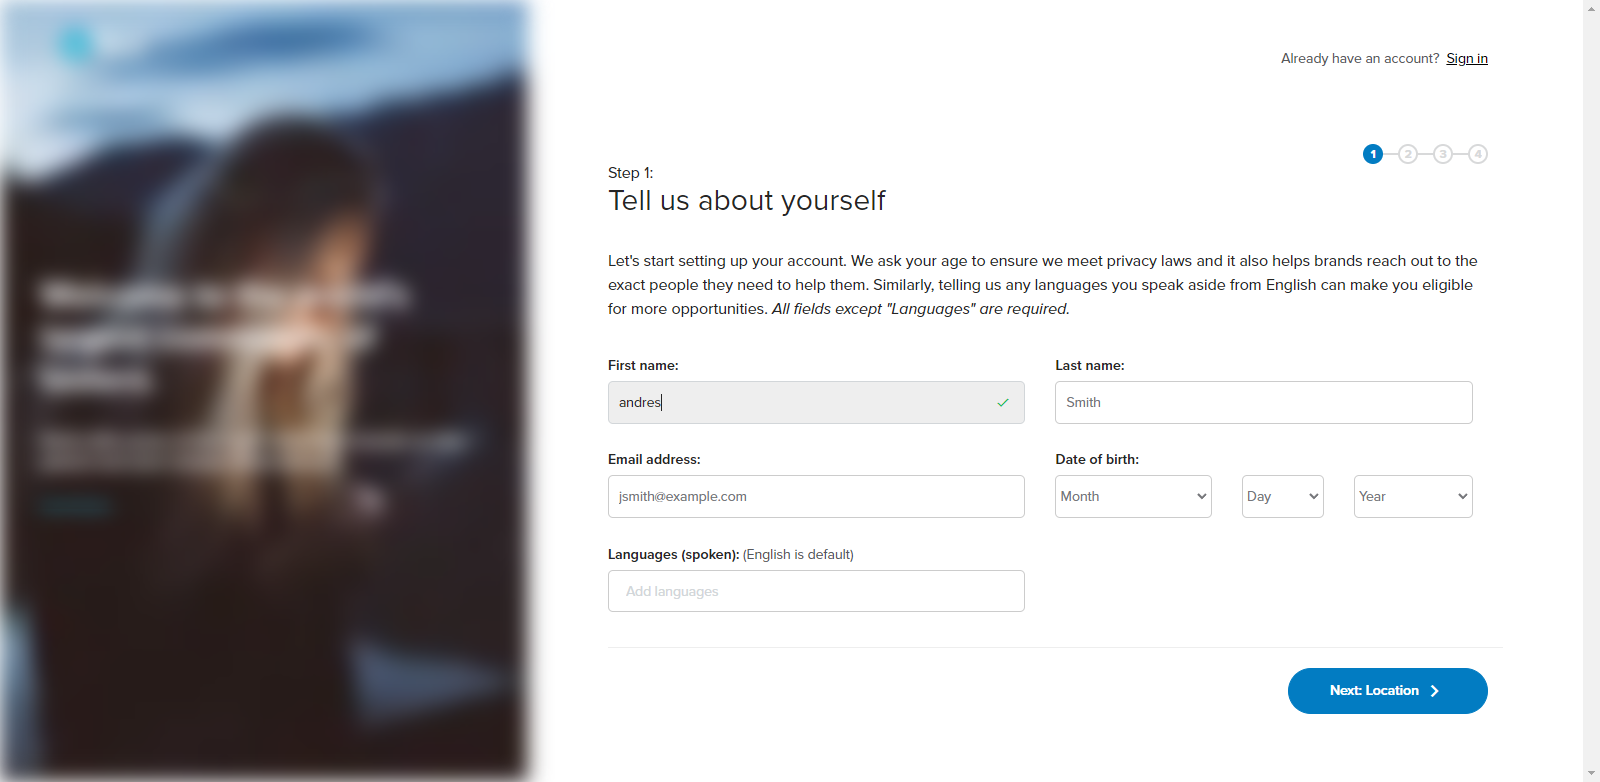 Already have an account? Sign in
1 2 3 4
Step 1:
Tell us about yourself
Let's start setting up your account. We ask your age to ensure we meet privacy laws and it also helps brands reach out to the
exact people they need to help them. Similarly, telling us any languages you speak aside from English can make you eligible
for more opportunities. All fields except "Languages" are required.
First name:
andres
Last name:
Smith
Email address:
jsmith@example.com
Date of birth:
Month Day Year
Languages (spoken): (English is default)
Add languages
Next: Location